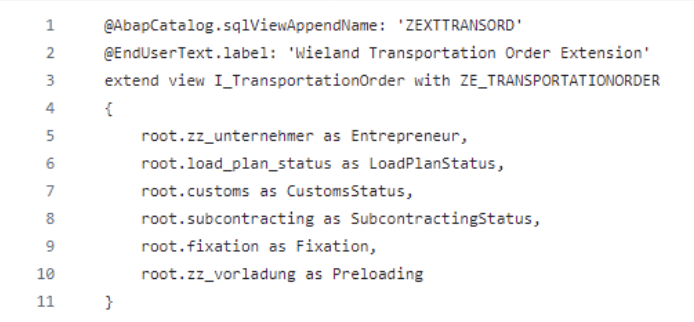 1 @AbapCatalog.sqlViewAppendName: 'ZEXTTRANSORD'
2 @EndUserText.label: 'Wieland Transportation Order Extension'
3 extend view I_TransportationOrder with ZE_TRANSPORTATIONORDER
4 {
5     root.zz_unternehmer as Entrepreneur,
6     root.load_plan_status as LoadPlanStatus,
7     root.customs as CustomsStatus,
8     root.subcontracting as SubcontractingStatus,
9     root.fixation as Fixation,
10     root.zz_vorladung as Preloading
11 }